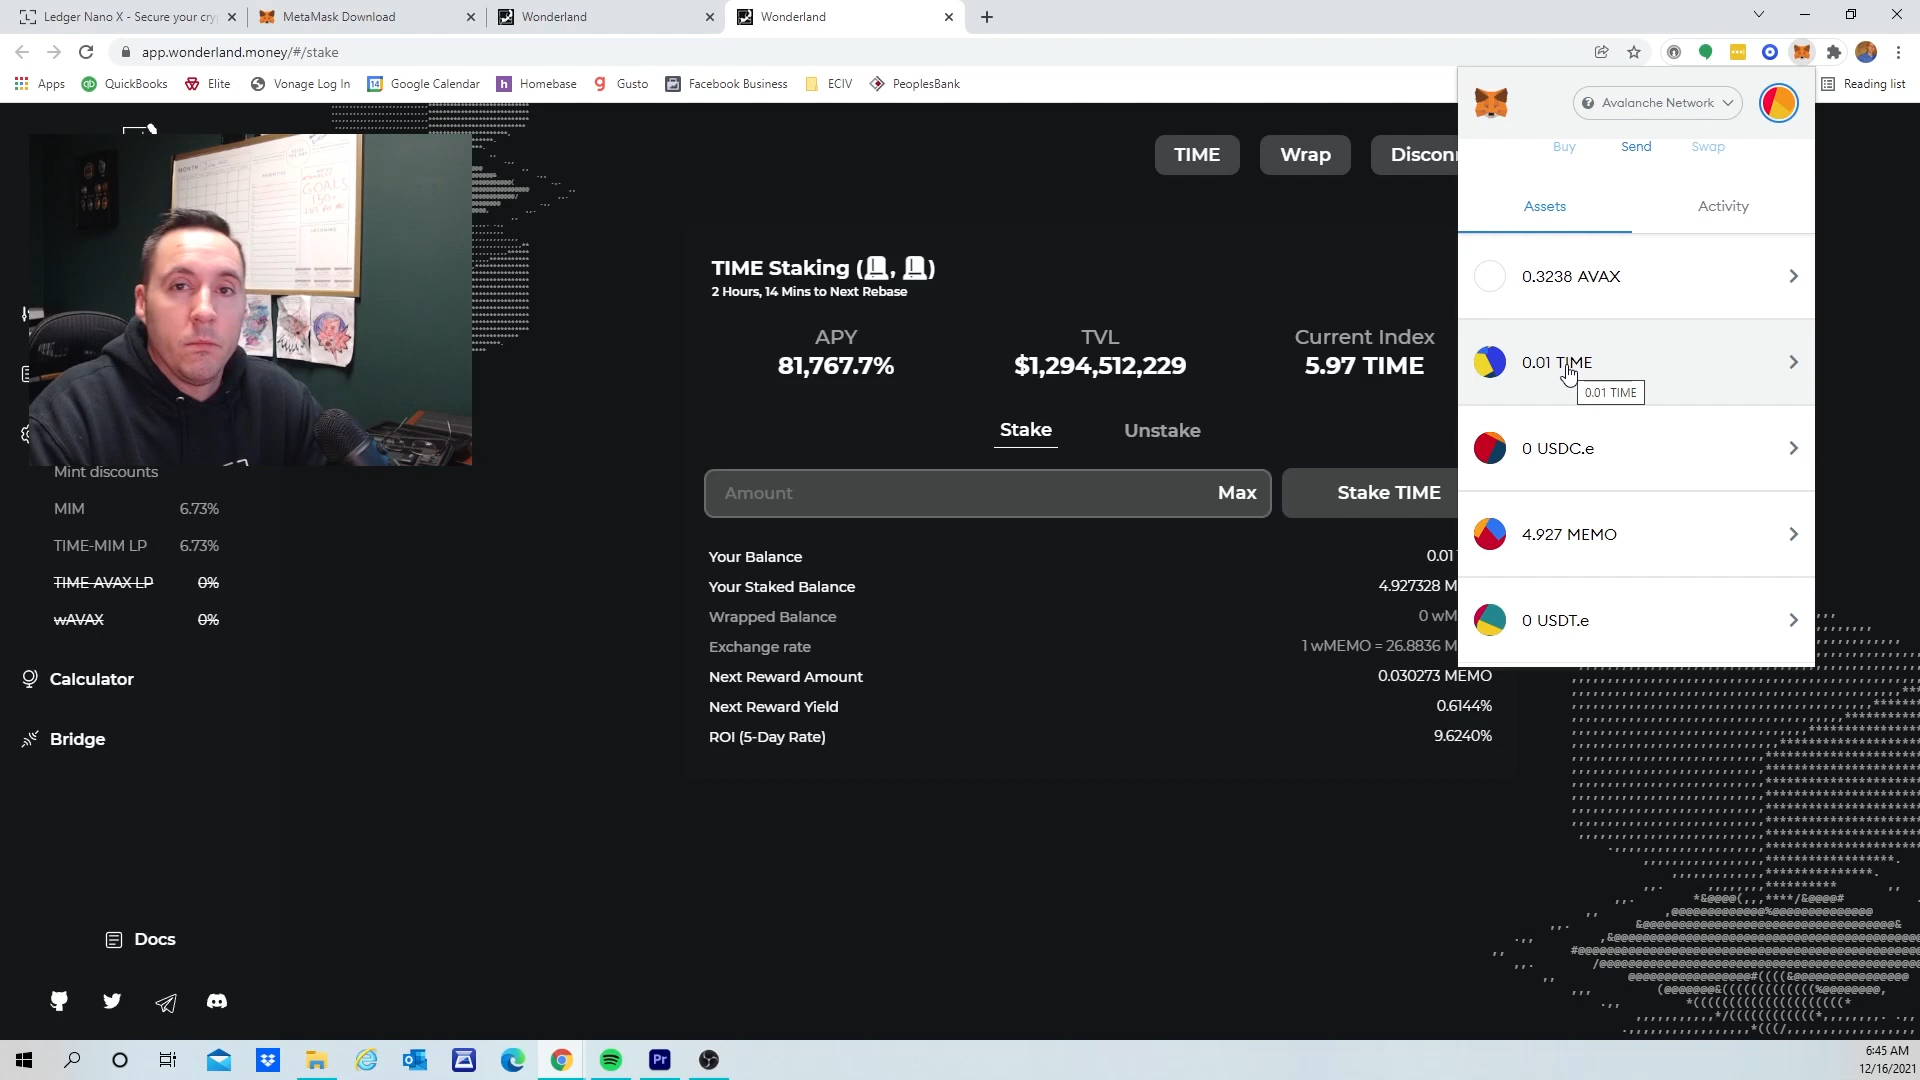 Ledger Nano X - Secure your cry
MetaMask Download
Wonderland
Wonderland
app.wonderland.money/#/stake
Apps
QuickBooks
Elite
Vonage Log In
Google Calendar
Homebase
Gusto
Facebook Business
ECIV
PeoplesBank
Reading list
MONTH
GOALS
150+
TIME
Wrap
Disconn
Avalanche Network
Buy
Send
Swap
Assets
Activity
0.3238 AVAX
0.01 TIME
0.01 TIME
0 USDC.e
4.927 MEMO
0 USDT.e
TIME Staking (
,
)
2 Hours, 14 Mins to Next Rebase
APY
81,767.7%
TVL
$1,294,512,229
Current Index
5.97 TIME
Stake
Unstake
Amount
Max
Stake TIME
Your Balance
0.01
Your Staked Balance
4.927328 M
Wrapped Balance
0 wM
Exchange rate
1 wMEMO = 26.8836 M
Next Reward Amount
0.030273 MEMO
Next Reward Yield
0.6144%
ROI (5-Day Rate)
9.6240%
Mint discounts
MIM 6.73%
TIME-MIM LP 6.73%
TIME AVAX LP 0%
wAVAX 0%
Calculator
Bridge
Docs
Pr
6:45 AM
12/16/2021